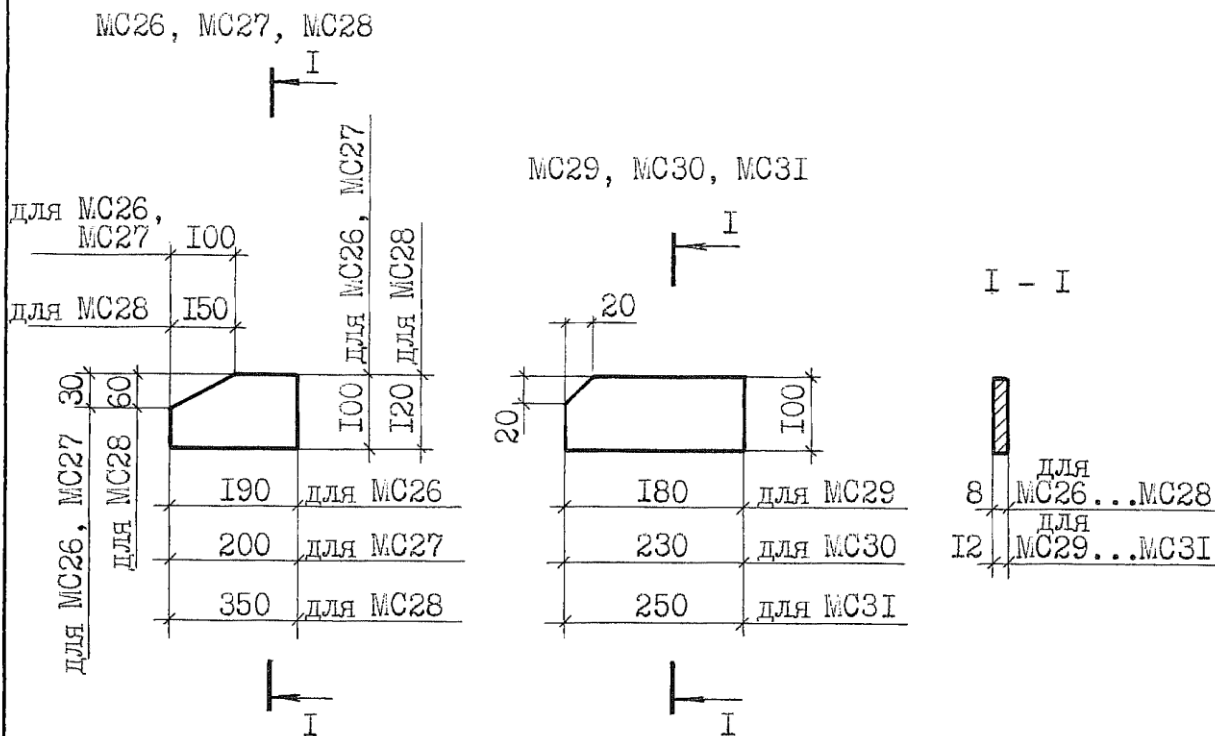 МС26, МС27, МС28
I
для МС26,
МС27 I00
для МС28 I50
для МС26, МС27
для МС28
30
60
I00
I20
для МС26, МС27
для МС28
I90 для МС26
200 для МС27
350 для МС28
I
МС29, МС30, МС3I
I
20
20
I00
I80 для МС29
230 для МС30
250 для МС3I
I
I - I
для
8 МС26...МС28
для
I2 МС29...МС3I